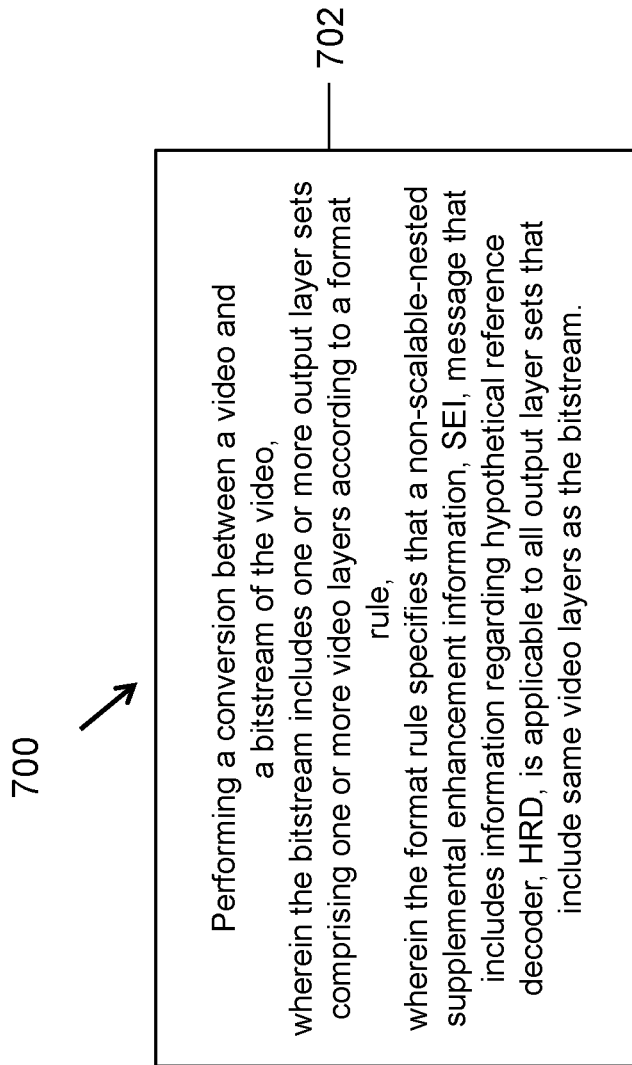 700
702
Performing a conversion between a video and
a bitstream of the video,
wherein the bitstream includes one or more output layer sets
comprising one or more video layers according to a format
rule,
wherein the format rule specifies that a non-scalable-nested
supplemental enhancement information, SEI, message that
includes information regarding hypothetical reference
decoder, HRD, is applicable to all output layer sets that
include same video layers as the bitstream.